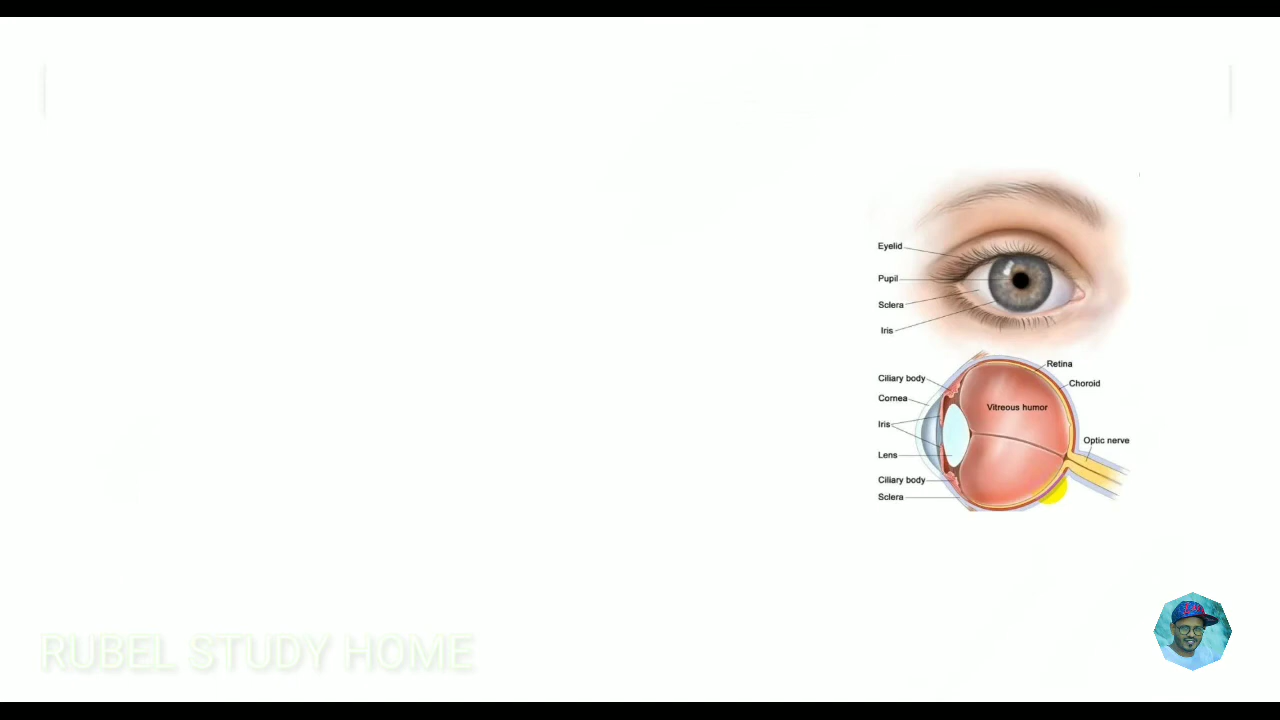 Eyelid
Pupil
Sclera
Iris
Retina
Ciliary body
Choroid
Cornea
Vitreous humor
Iris
Optic nerve
Lens
Ciliary body
Sclera
RUBEL STUDY HOME